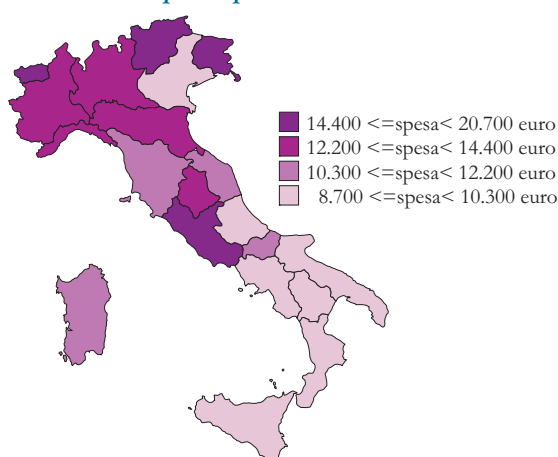 14.400 <=spesa< 20.700 euro
12.200 <=spesa< 14.400 euro
10.300 <=spesa< 12.200 euro
8.700 <=spesa< 10.300 euro